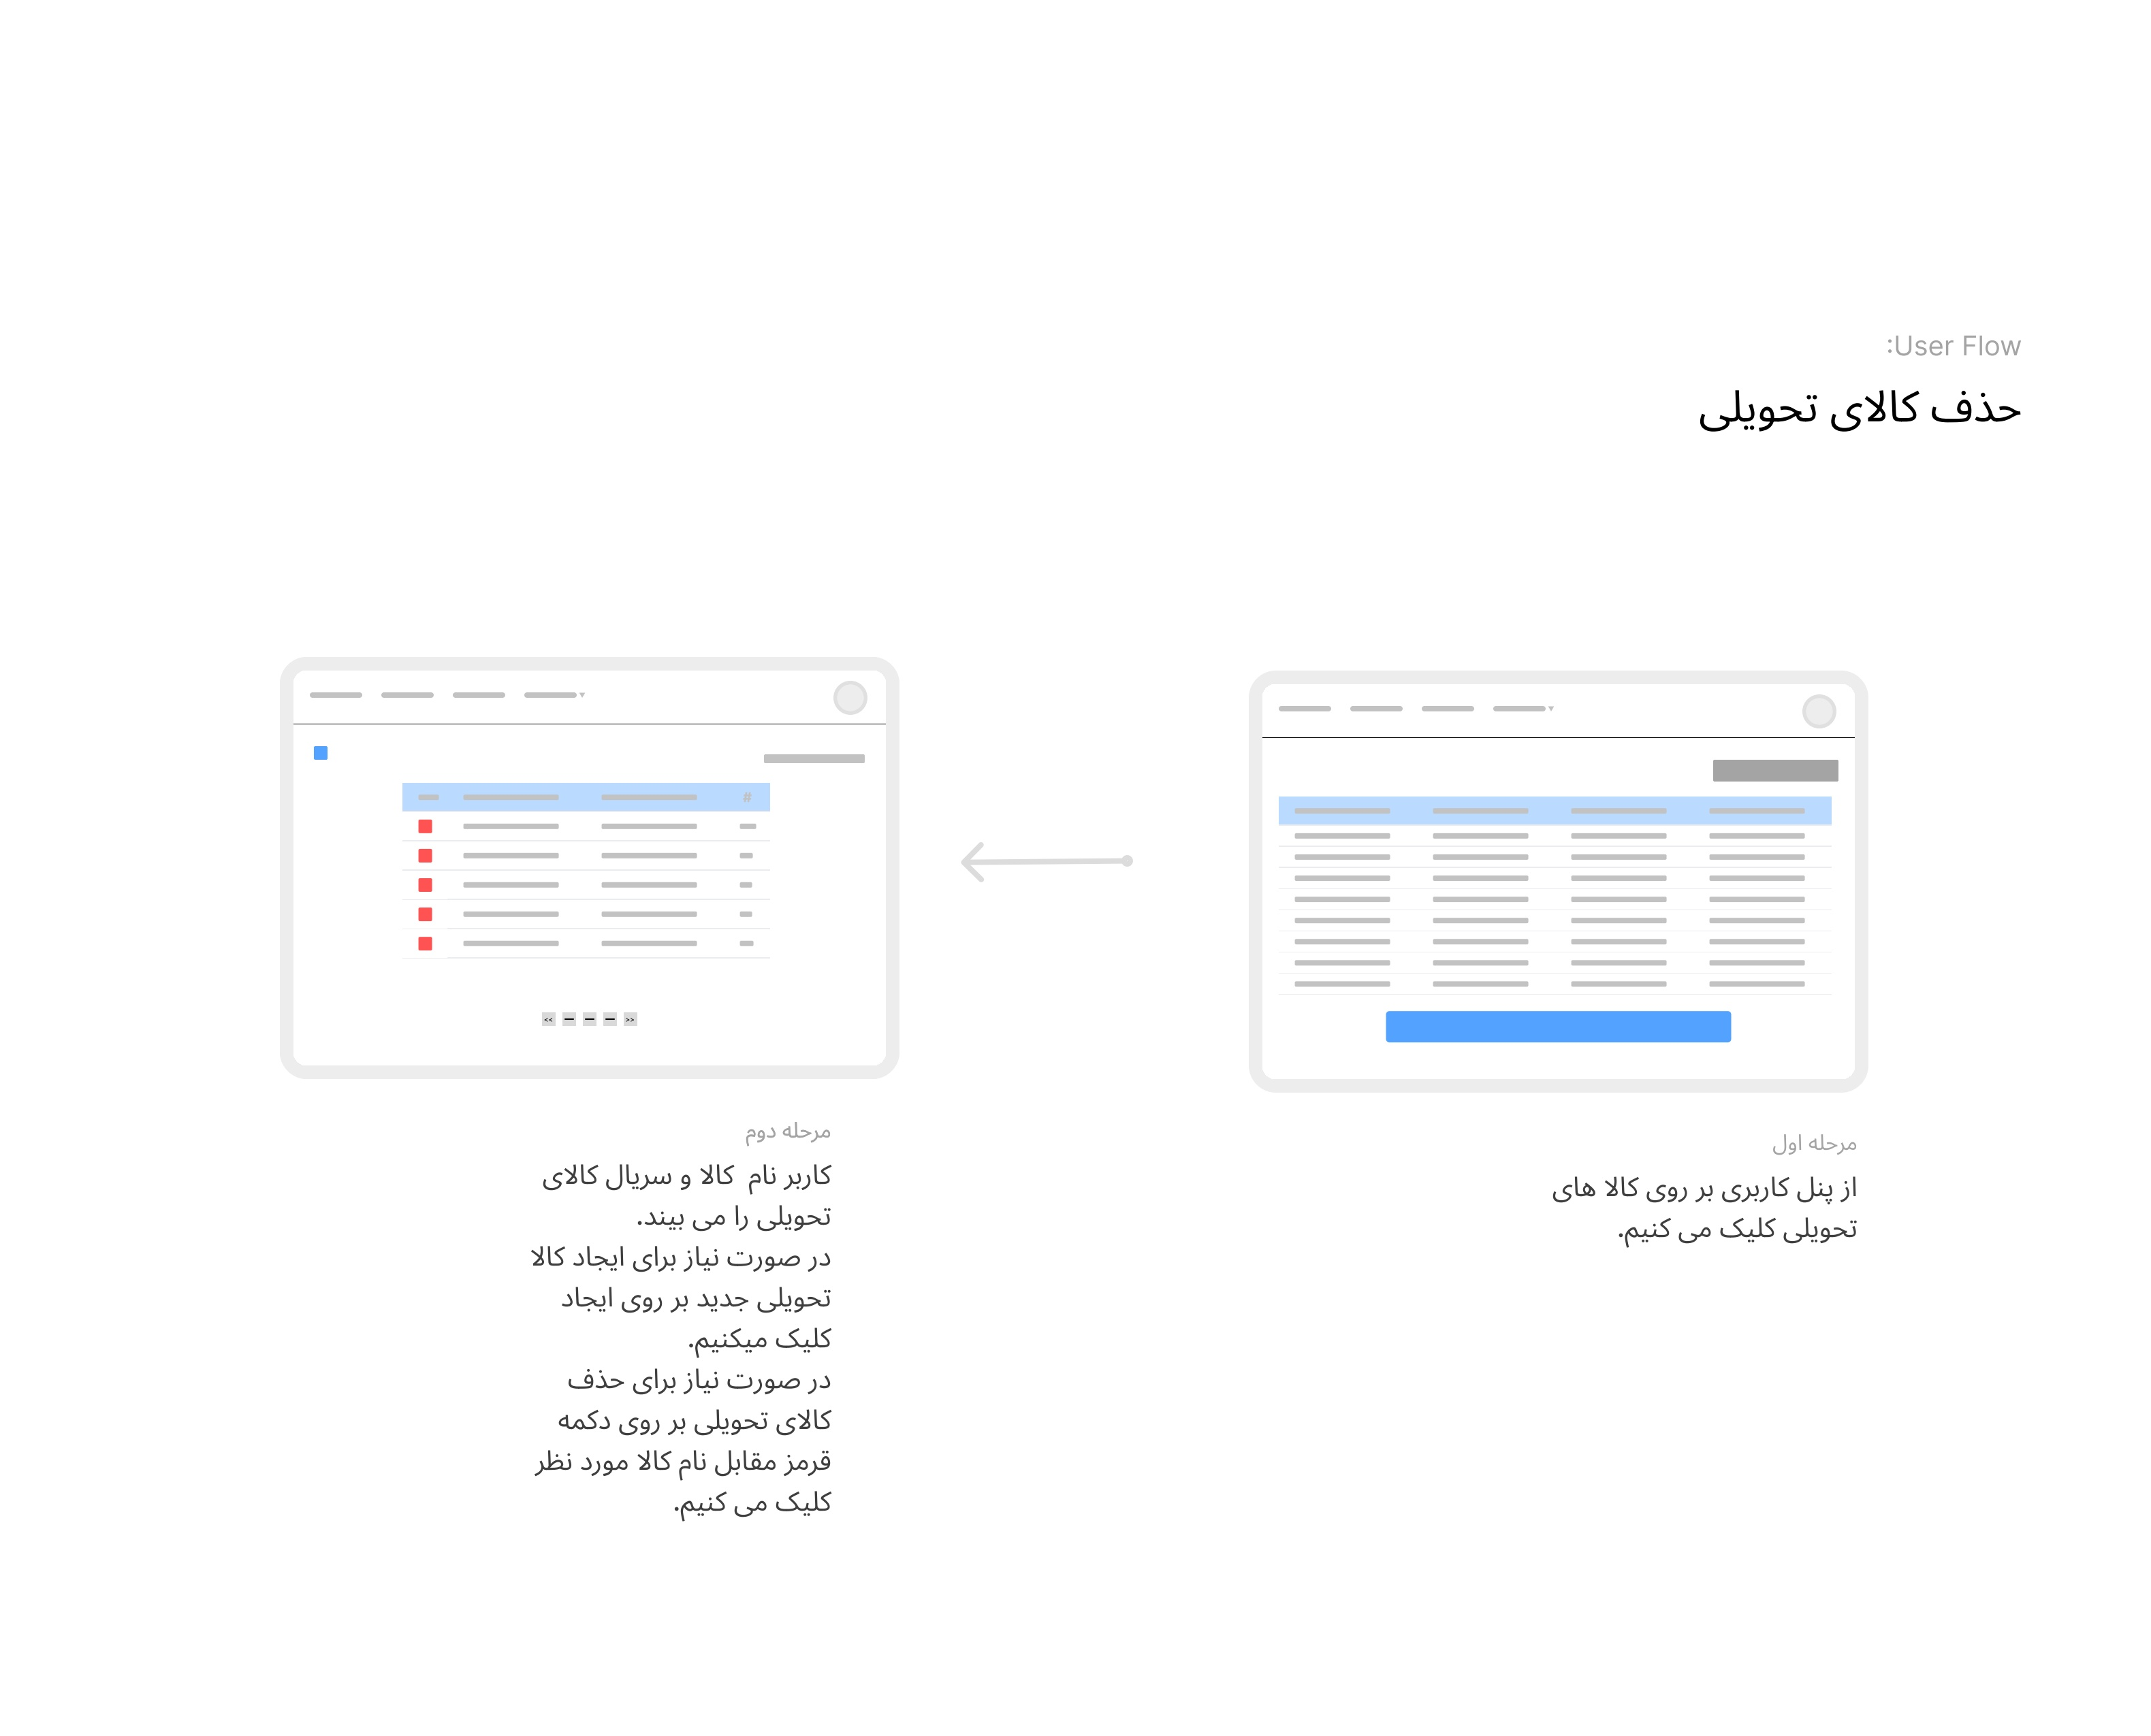 User Flow:
حذف کالای تحویلی
#
<< — — — >>
مرحله اول
از پنل کاربری بر روی کالا های
تحویلی کلیک می کنیم.
مرحله دوم
کاربر نام کالا و سریال کالای
تحویلی را می بیند.
در صورت نیاز برای ایجاد کالا
تحویلی جدید بر روی ایجاد
کلیک میکنیم.
در صورت نیاز برای حذف
کالای تحویلی بر روی دکمه
قرمز مقابل نام کالا مورد نظر
کلیک می کنیم.